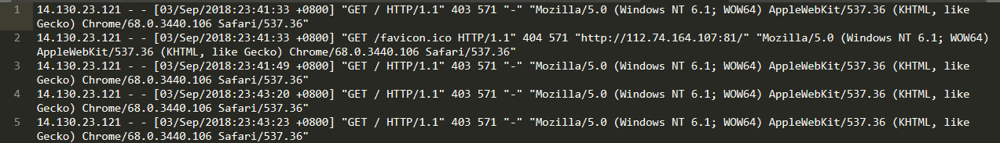 1 14.130.23.121 - - [03/Sep/2018:23:41:33 +0800] "GET / HTTP/1.1" 403 571 "-" "Mozilla/5.0 (Windows NT 6.1; WOW64) AppleWebKit/537.36 (KHTML, like
Gecko) Chrome/68.0.3440.106 Safari/537.36"
2 14.130.23.121 - - [03/Sep/2018:23:41:33 +0800] "GET /favicon.ico HTTP/1.1" 404 571 "http://112.74.164.107:81/" "Mozilla/5.0 (Windows NT 6.1; WOW64)
AppleWebKit/537.36 (KHTML, like Gecko) Chrome/68.0.3440.106 Safari/537.36"
3 14.130.23.121 - - [03/Sep/2018:23:41:49 +0800] "GET / HTTP/1.1" 403 571 "-" "Mozilla/5.0 (Windows NT 6.1; WOW64) AppleWebKit/537.36 (KHTML, like
Gecko) Chrome/68.0.3440.106 Safari/537.36"
4 14.130.23.121 - - [03/Sep/2018:23:43:20 +0800] "GET / HTTP/1.1" 403 571 "-" "Mozilla/5.0 (Windows NT 6.1; WOW64) AppleWebKit/537.36 (KHTML, like
Gecko) Chrome/68.0.3440.106 Safari/537.36"
5 14.130.23.121 - - [03/Sep/2018:23:43:23 +0800] "GET / HTTP/1.1" 403 571 "-" "Mozilla/5.0 (Windows NT 6.1; WOW64) AppleWebKit/537.36 (KHTML, like
Gecko) Chrome/68.0.3440.106 Safari/537.36"